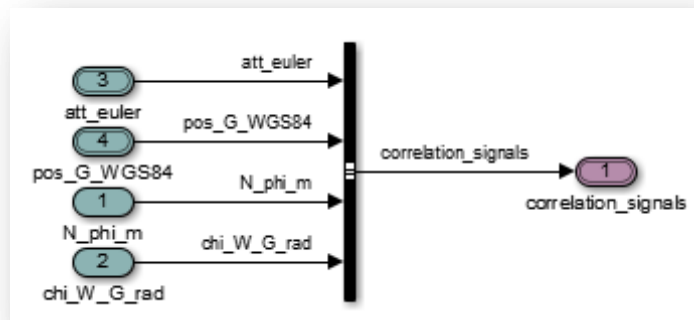 att_euler
3
att_euler
pos_G_WGS84
4
pos_G_WGS84
correlation_signals
1
correlation_signals
N_phi_m
1
N_phi_m
chi_W_G_rad
2
chi_W_G_rad